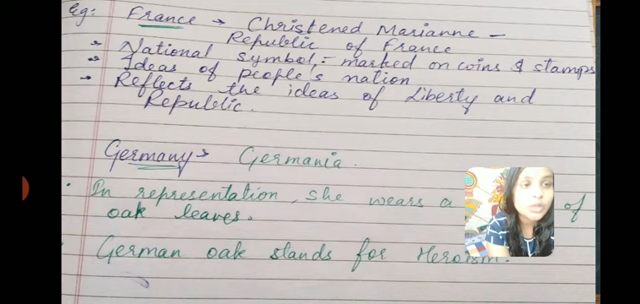 Eg: France → Christened Marianne -
Republic of France
→ National symbol, - marked on coins & stamps
→ Ideas of people's nation
→ Reflects the ideas of Liberty and
Republic.
Germany → Germania.
• In representation, she wears a of
oak leaves.
German oak stands for Heroism.